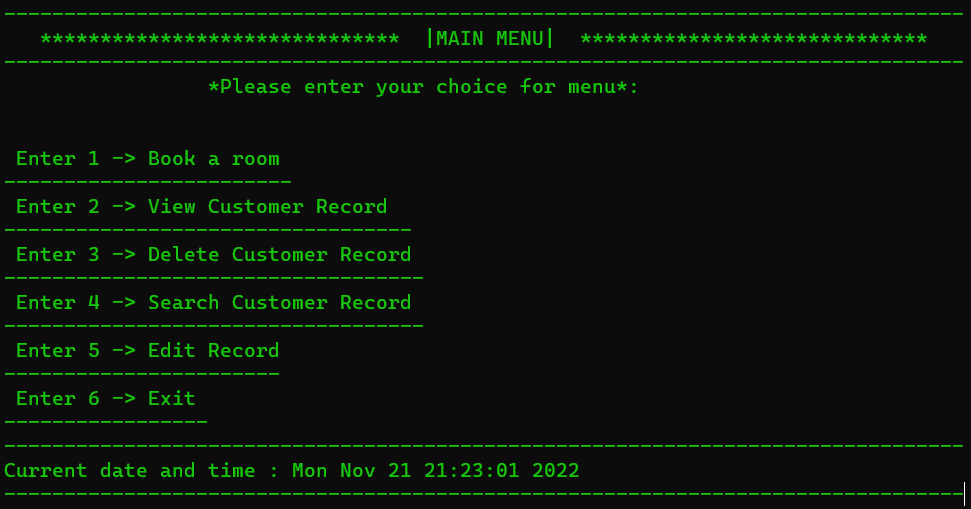 --------------------------------------------------------------------------------
****************************** |MAIN MENU| *****************************
--------------------------------------------------------------------------------
*Please enter your choice for menu*:
Enter 1 -> Book a room
------------------------
Enter 2 -> View Customer Record
----------------------------------
Enter 3 -> Delete Customer Record
-----------------------------------
Enter 4 -> Search Customer Record
-----------------------------------
Enter 5 -> Edit Record
-----------------------
Enter 6 -> Exit
-----------------
--------------------------------------------------------------------------------
Current date and time : Mon Nov 21 21:23:01 2022
--------------------------------------------------------------------------------